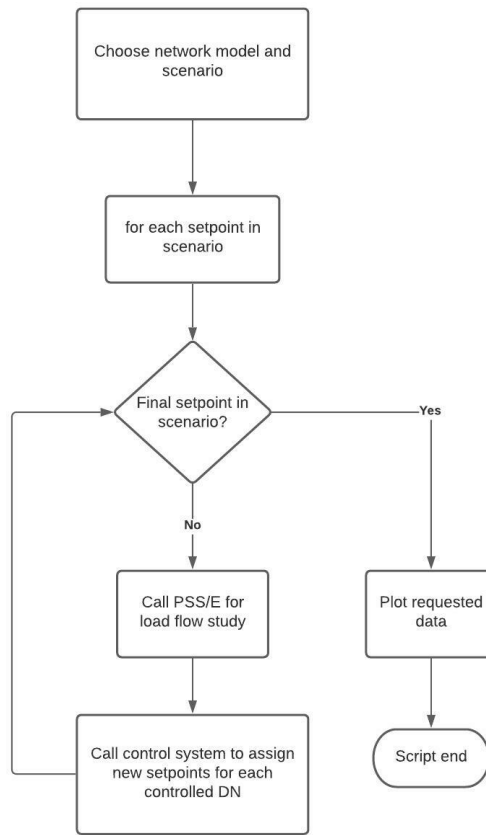 Choose network model and
scenario
for each setpoint in
scenario
Final setpoint in
scenario?
Yes
No
Call PSS/E for
load flow study
Plot requested
data
Call control system to assign
new setpoints for each
controlled DN
Script end